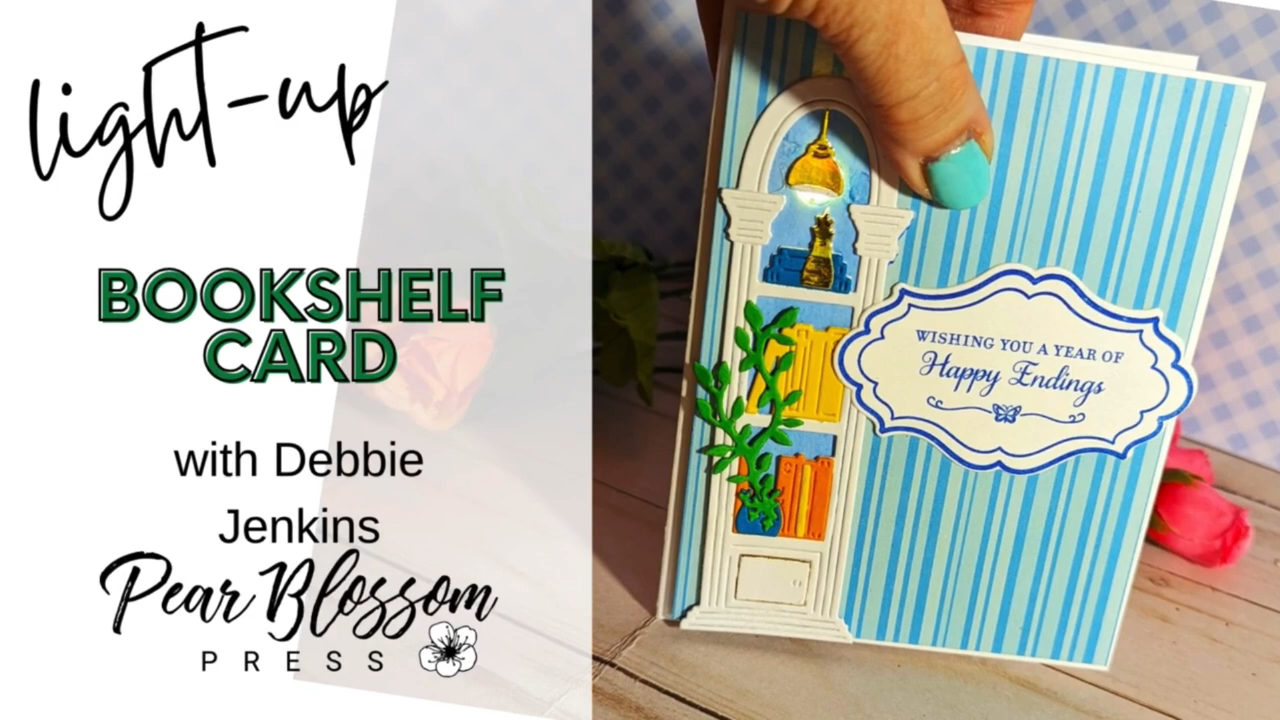 light-up
BOOKSHELF
CARD
with Debbie
Jenkins
Pear Blossom
PRESS
WISHING YOU A YEAR OF
Happy Endings